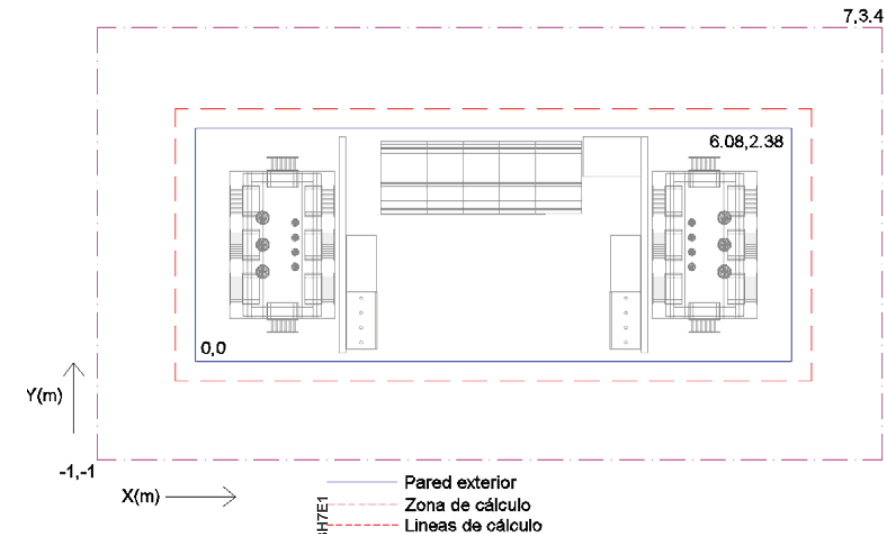 7,3.4
6.08,2.38
0,0
Y(m)
-1,-1
X(m)
Pared exterior
Zona de cálculo
Lineas de cálculo